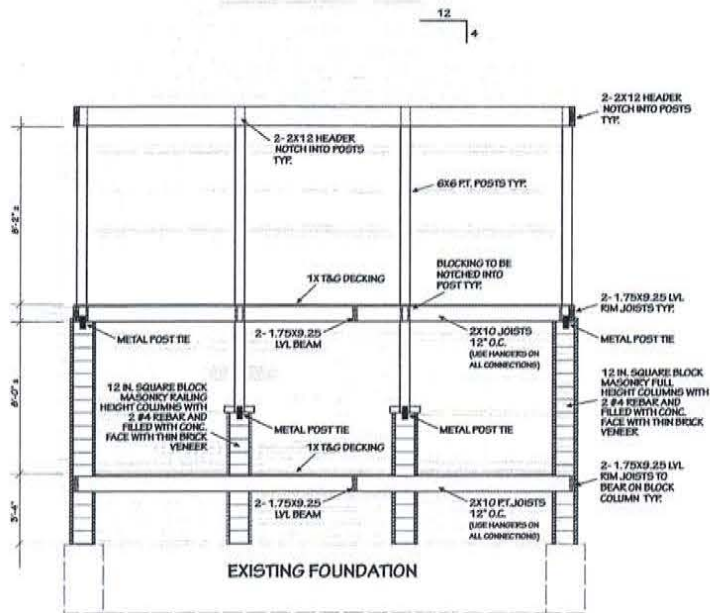 12
4
2- 2X12 HEADER
NOTCH INTO POSTS
TYP.
2- 2X12 HEADER
NOTCH INTO POSTS
TYP.
6X6 P.T. POSTS TYP.
BLOCKING TO BE
NOTCHED INTO
POST TYP.
1X T&G DECKING
2- 1.75X9.25 LVL
RIM JOISTS TYP.
METAL POST TIE
2- 1.75X9.25
LVL BEAM
2X10 JOISTS
12" O.C.
(USE HANGERS ON
ALL CONNECTIONS)
METAL POST TIE
12 IN. SQUARE BLOCK
MASONRY RAILING
HEIGHT COLUMNS WITH
2 #4 REBAR AND
FILLED WITH CONC.
FACE WITH THIN BRICK
VENEER
12 IN. SQUARE BLOCK
MASONRY FULL
HEIGHT COLUMNS WITH
2 #4 REBAR AND
FILLED WITH CONC.
FACE WITH THIN BRICK
VENEER
METAL POST TIE
METAL POST TIE
1X T&G DECKING
2- 1.75X9.25 LVL
RIM JOISTS TO
BEAR ON BLOCK
COLUMN TYP.
2- 1.75X9.25
LVL BEAM
2X10 P.T. JOISTS
12" O.C.
(USE HANGERS ON
ALL CONNECTIONS)
3'-4"
EXISTING FOUNDATION